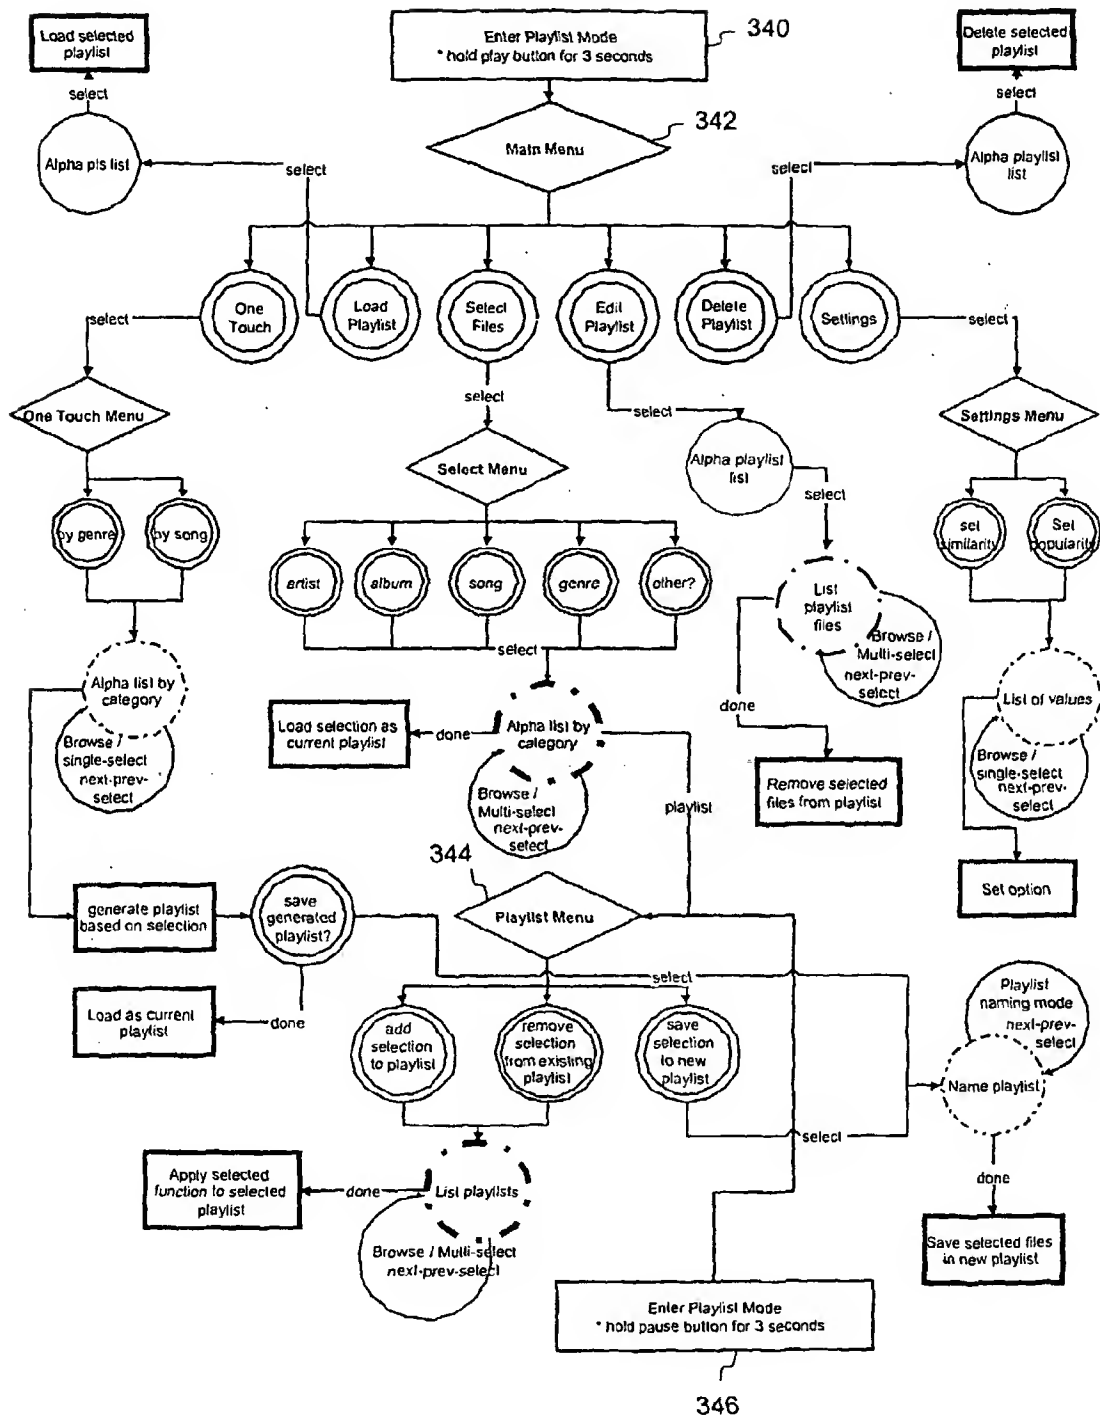 Load selected
playlist
Enter Playlist Mode
* hold play button for 3 seconds
340
Delete selected
playlist
select
select
342
Alpha pls list
select
Main Menu
select
Alpha playlist
list
One
Touch
Load
Playlist
Select
Files
Edit
Playlist
Delete
Playlist
Settings
select
select
select
select
One Touch Menu
Select Menu
Alpha playlist
list
Settings Menu
select
by genre
by song
set
similarity
Set
popularity
artist
album
song
genre
other?
List
playlist
files
Browse /
Multi-select
next-prev-
select
select
Alpha list by
category
Browse /
single-select
next-prev-
select
done
List of values
Browse /
single-select
next-prev-
select
Load selection as
current playlist
done
Alpha list by
category
Browse /
Multi-select
next-prev-
select
playlist
Remove selected
files from playlist
344
generate playlist
based on selection
save
generated
playlist?
Playlist Menu
Set option
select
Load as current
playlist
done
add
selection
to playlist
remove
selection
from existing
playlist
save
selection
to new
playlist
Playlist
naming mode
next-prev-
select
Name playlist
select
Apply selected
function to selected
playlist
done
List playlists
Browse / Multi-select
next-prev-select
done
Save selected files
in new playlist
Enter Playlist Mode
* hold pause button for 3 seconds
346